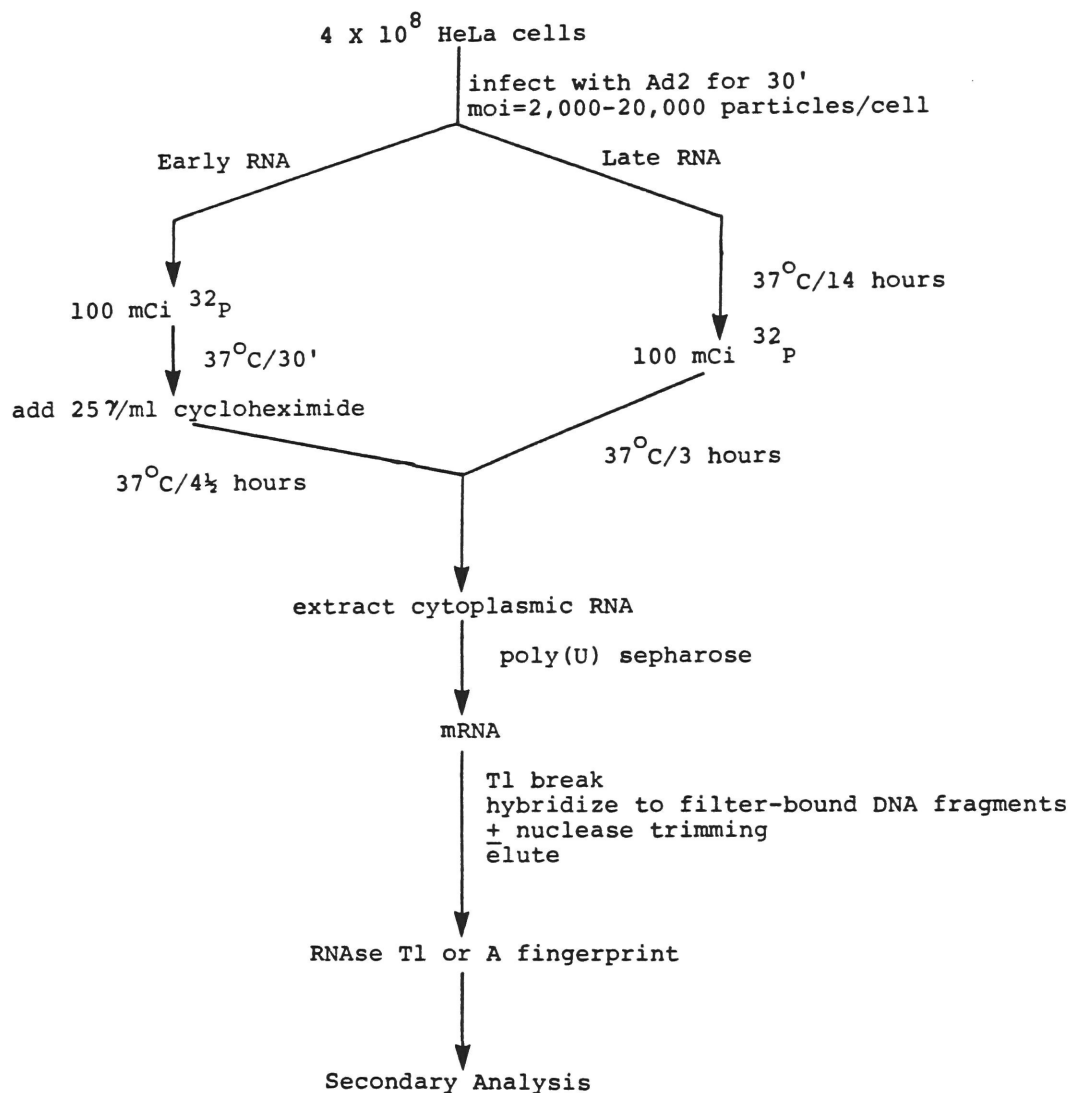 4 X 10⁸ HeLa cells
infect with Ad2 for 30'
moi=2,000-20,000 particles/cell
Early RNA
Late RNA
100 mCi ³²P
37°C/30'
add 25γ/ml cycloheximide
37°C/4½ hours
37°C/14 hours
100 mCi ³²P
37°C/3 hours
extract cytoplasmic RNA
poly(U) sepharose
mRNA
Tl break
hybridize to filter-bound DNA fragments
± nuclease trimming
elute
RNAse Tl or A fingerprint
Secondary Analysis